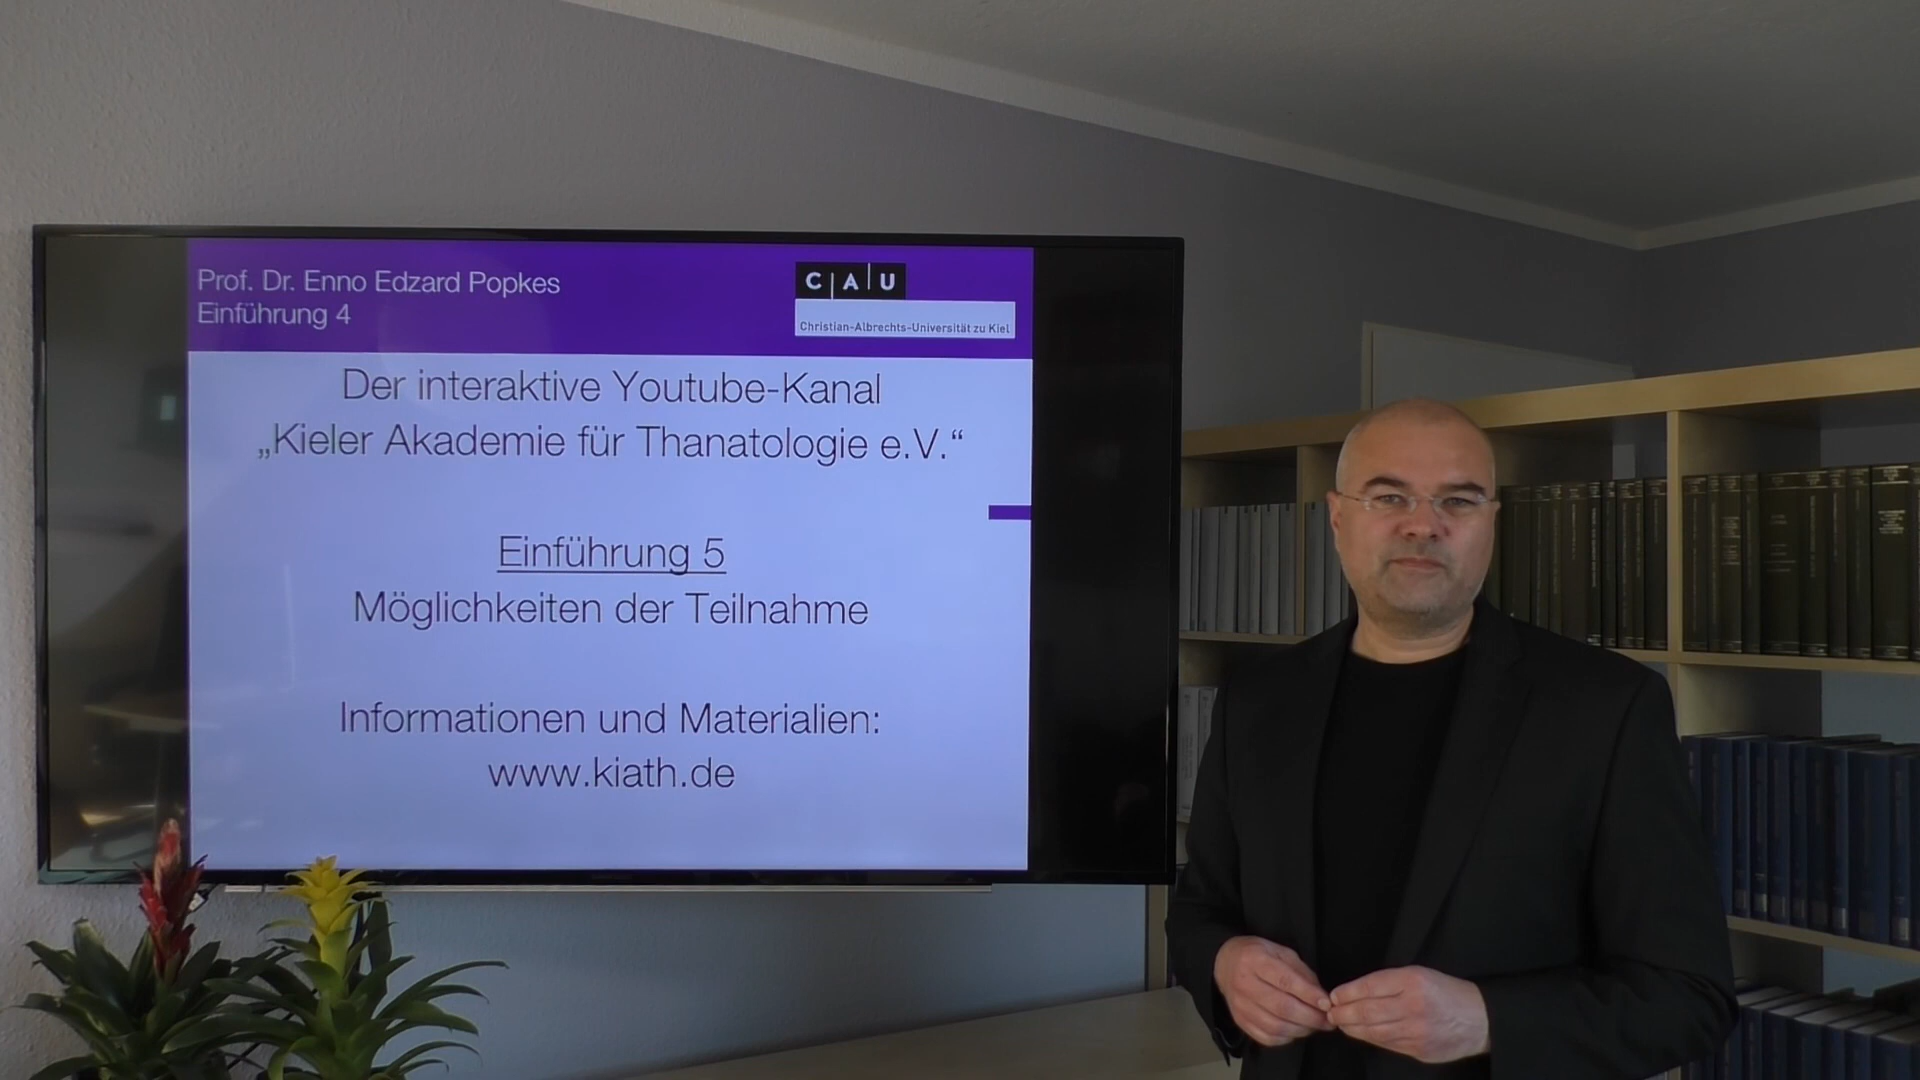 Prof. Dr. Enno Edzard Popkes
Einführung 4
C A U
Christian-Albrechts-Universität zu Kiel
Der interaktive Youtube-Kanal
„Kieler Akademie für Thanatologie e.V.“
Einführung 5
Möglichkeiten der Teilnahme
Informationen und Materialien:
www.kiath.de